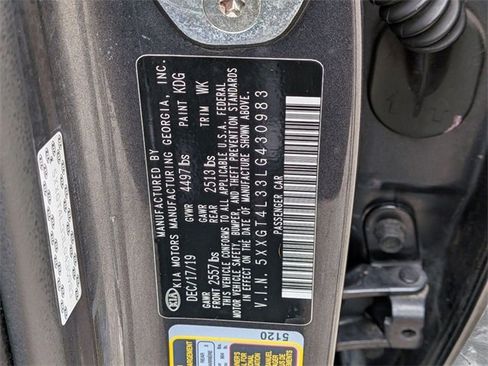 MANUFACTURED BY
KIA KIA MOTORS MANUFACTURING GEORGIA, INC.
DEC/17/19 GVWR 4497 lbs PAINT KDG
GAWR FRONT 2557 lbs GAWR REAR 2513 lbs TRIM WK
THIS VEHICLE CONFORMS TO ALL APPLICABLE U.S.A. FEDERAL
MOTOR VEHICLE SAFETY, BUMPER, AND THEFT PREVENTION STANDARDS
IN EFFECT ON THE DATE OF MANUFACTURE SHOWN ABOVE.
V.I.N. 5XXGT4L33LG430983
PASSENGER CAR
5120
REAR